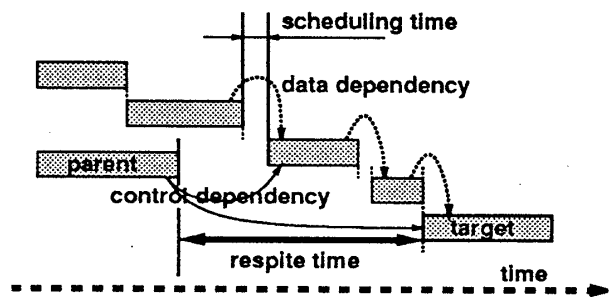 scheduling time
data dependency
parent
control dependency
target
respite time
time